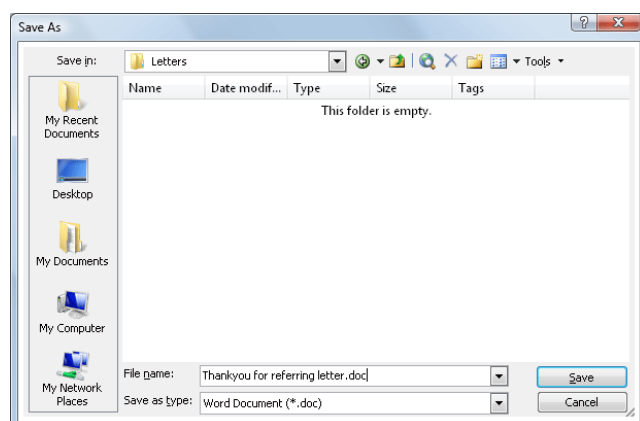 Save As
Save in: Letters Tools
Name Date modif... Type Size Tags
This folder is empty.
My Recent
Documents
Desktop
My Documents
My Computer
My Network
Places
File name: Thankyou for referring letter.doc Save
Save as type: Word Document (*.doc) Cancel